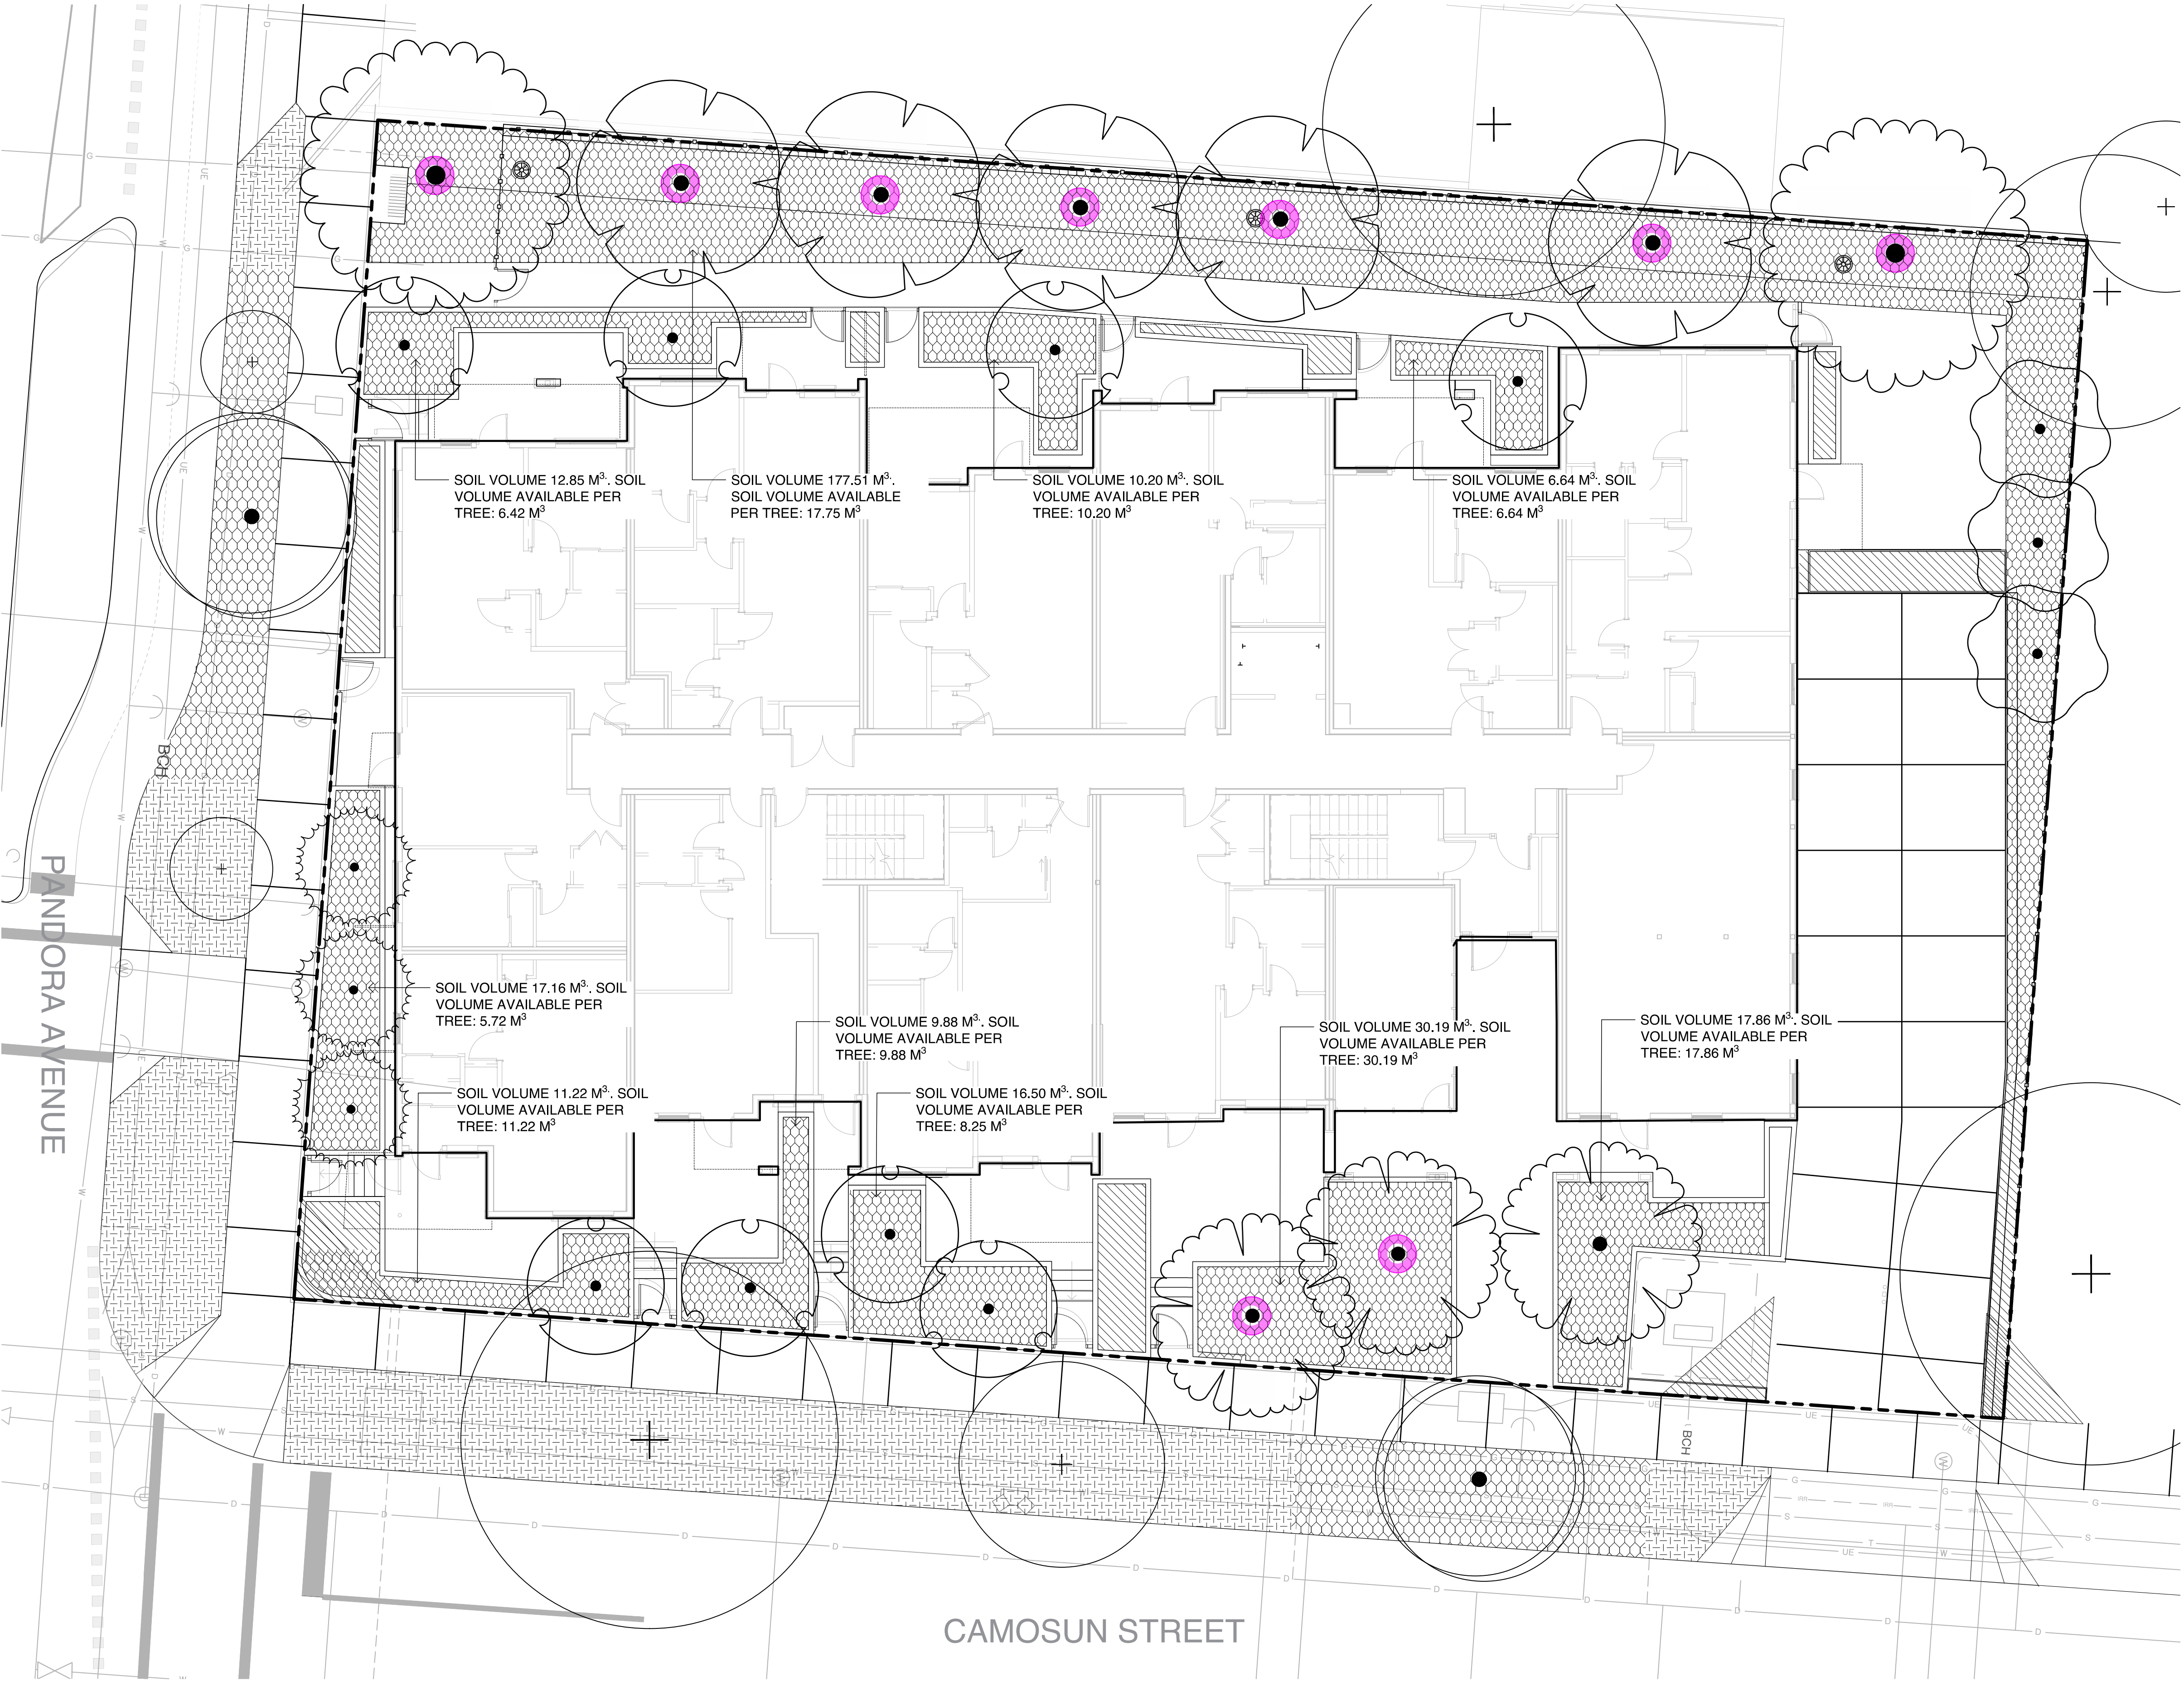 SOIL VOLUME 12.85 M³. SOIL
VOLUME AVAILABLE PER
TREE: 6.42 M³
SOIL VOLUME 177.51 M³.
SOIL VOLUME AVAILABLE
PER TREE: 17.75 M³
SOIL VOLUME 10.20 M³. SOIL
VOLUME AVAILABLE PER
TREE: 10.20 M³
SOIL VOLUME 6.64 M³. SOIL
VOLUME AVAILABLE PER
TREE: 6.64 M³
BCH
PANDORA AVENUE
SOIL VOLUME 17.16 M³. SOIL
VOLUME AVAILABLE PER
TREE: 5.72 M³
SOIL VOLUME 9.88 M³. SOIL
VOLUME AVAILABLE PER
TREE: 9.88 M³
SOIL VOLUME 30.19 M³. SOIL
VOLUME AVAILABLE PER
TREE: 30.19 M³
SOIL VOLUME 17.86 M³. SOIL
VOLUME AVAILABLE PER
TREE: 17.86 M³
SOIL VOLUME 11.22 M³. SOIL
VOLUME AVAILABLE PER
TREE: 11.22 M³
SOIL VOLUME 16.50 M³. SOIL
VOLUME AVAILABLE PER
TREE: 8.25 M³
BCH
CAMOSUN STREET